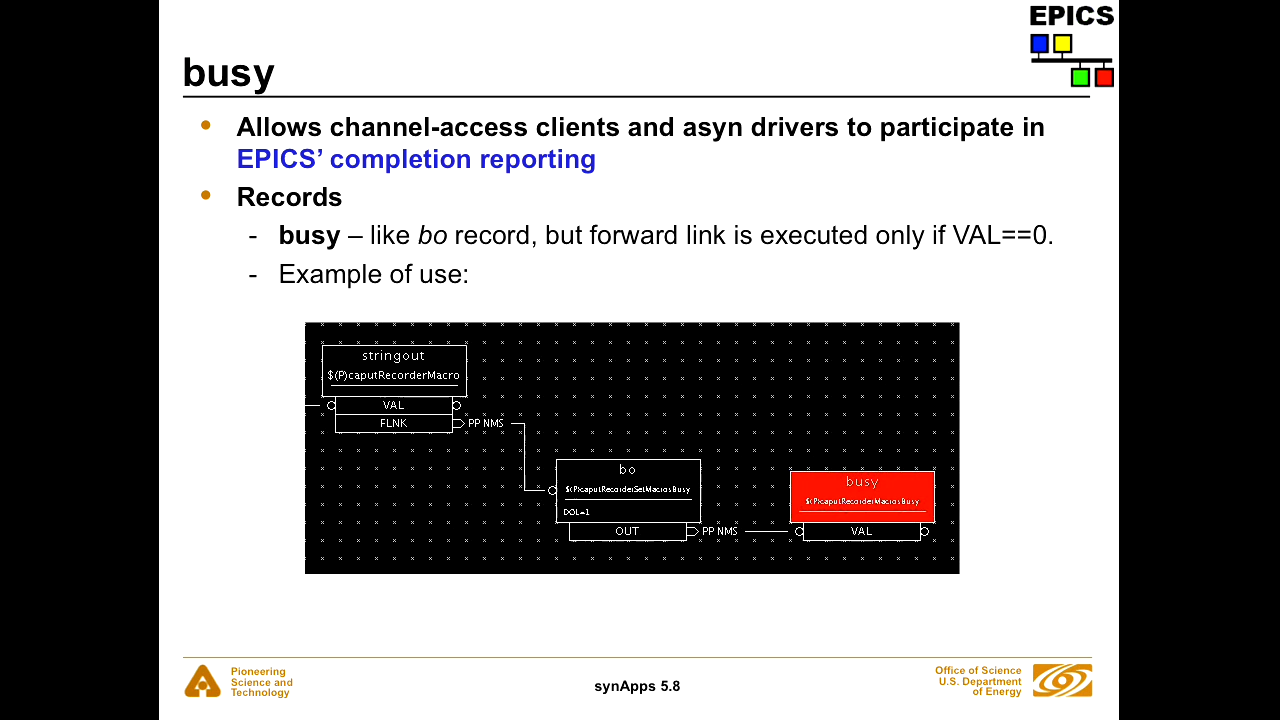 EPICS
busy
• Allows channel-access clients and asyn drivers to participate in
EPICS’ completion reporting
• Records
- busy – like bo record, but forward link is executed only if VAL==0.
- Example of use:
stringout
$(P)caputRecorderMacro
VAL
FLNK
PP NMS
bo
$(P)caputRecorderSetMacrosBusy
DOL=1
OUT
PP NMS
busy
$(P)caputRecorderMacrosBusy
VAL
Pioneering
Science and
Technology
synApps 5.8
Office of Science
U.S. Department
of Energy